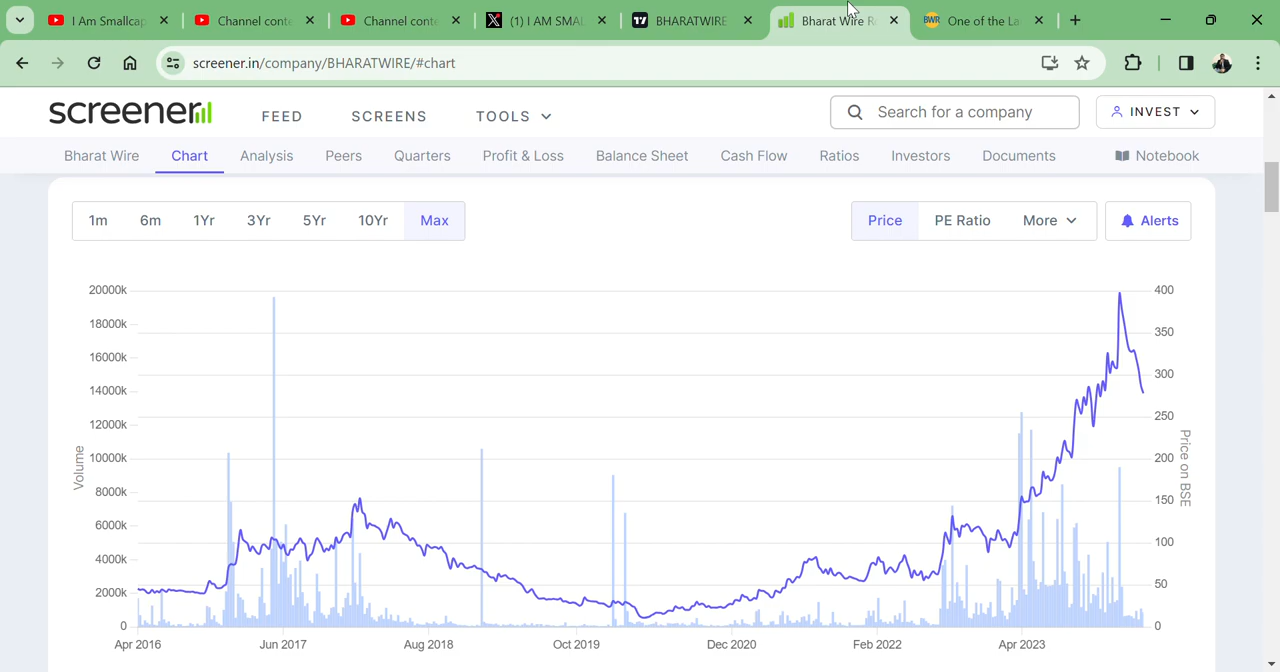 I Am Smallcap
Channel conte
Channel conte
(1) I AM SMAL
BHARATWIRE
Bharat Wire R
BWR
One of the La
screener.in/company/BHARATWIRE/#chart
screener
FEED
SCREENS
TOOLS
Search for a company
INVEST
Bharat Wire
Chart
Analysis
Peers
Quarters
Profit & Loss
Balance Sheet
Cash Flow
Ratios
Investors
Documents
Notebook
1m
6m
1Yr
3Yr
5Yr
10Yr
Max
Price
PE Ratio
More
Alerts
20000k
18000k
16000k
14000k
12000k
10000k
8000k
6000k
4000k
2000k
0
Volume
400
350
300
250
200
150
100
50
0
Price on BSE
Apr 2016
Jun 2017
Aug 2018
Oct 2019
Dec 2020
Feb 2022
Apr 2023